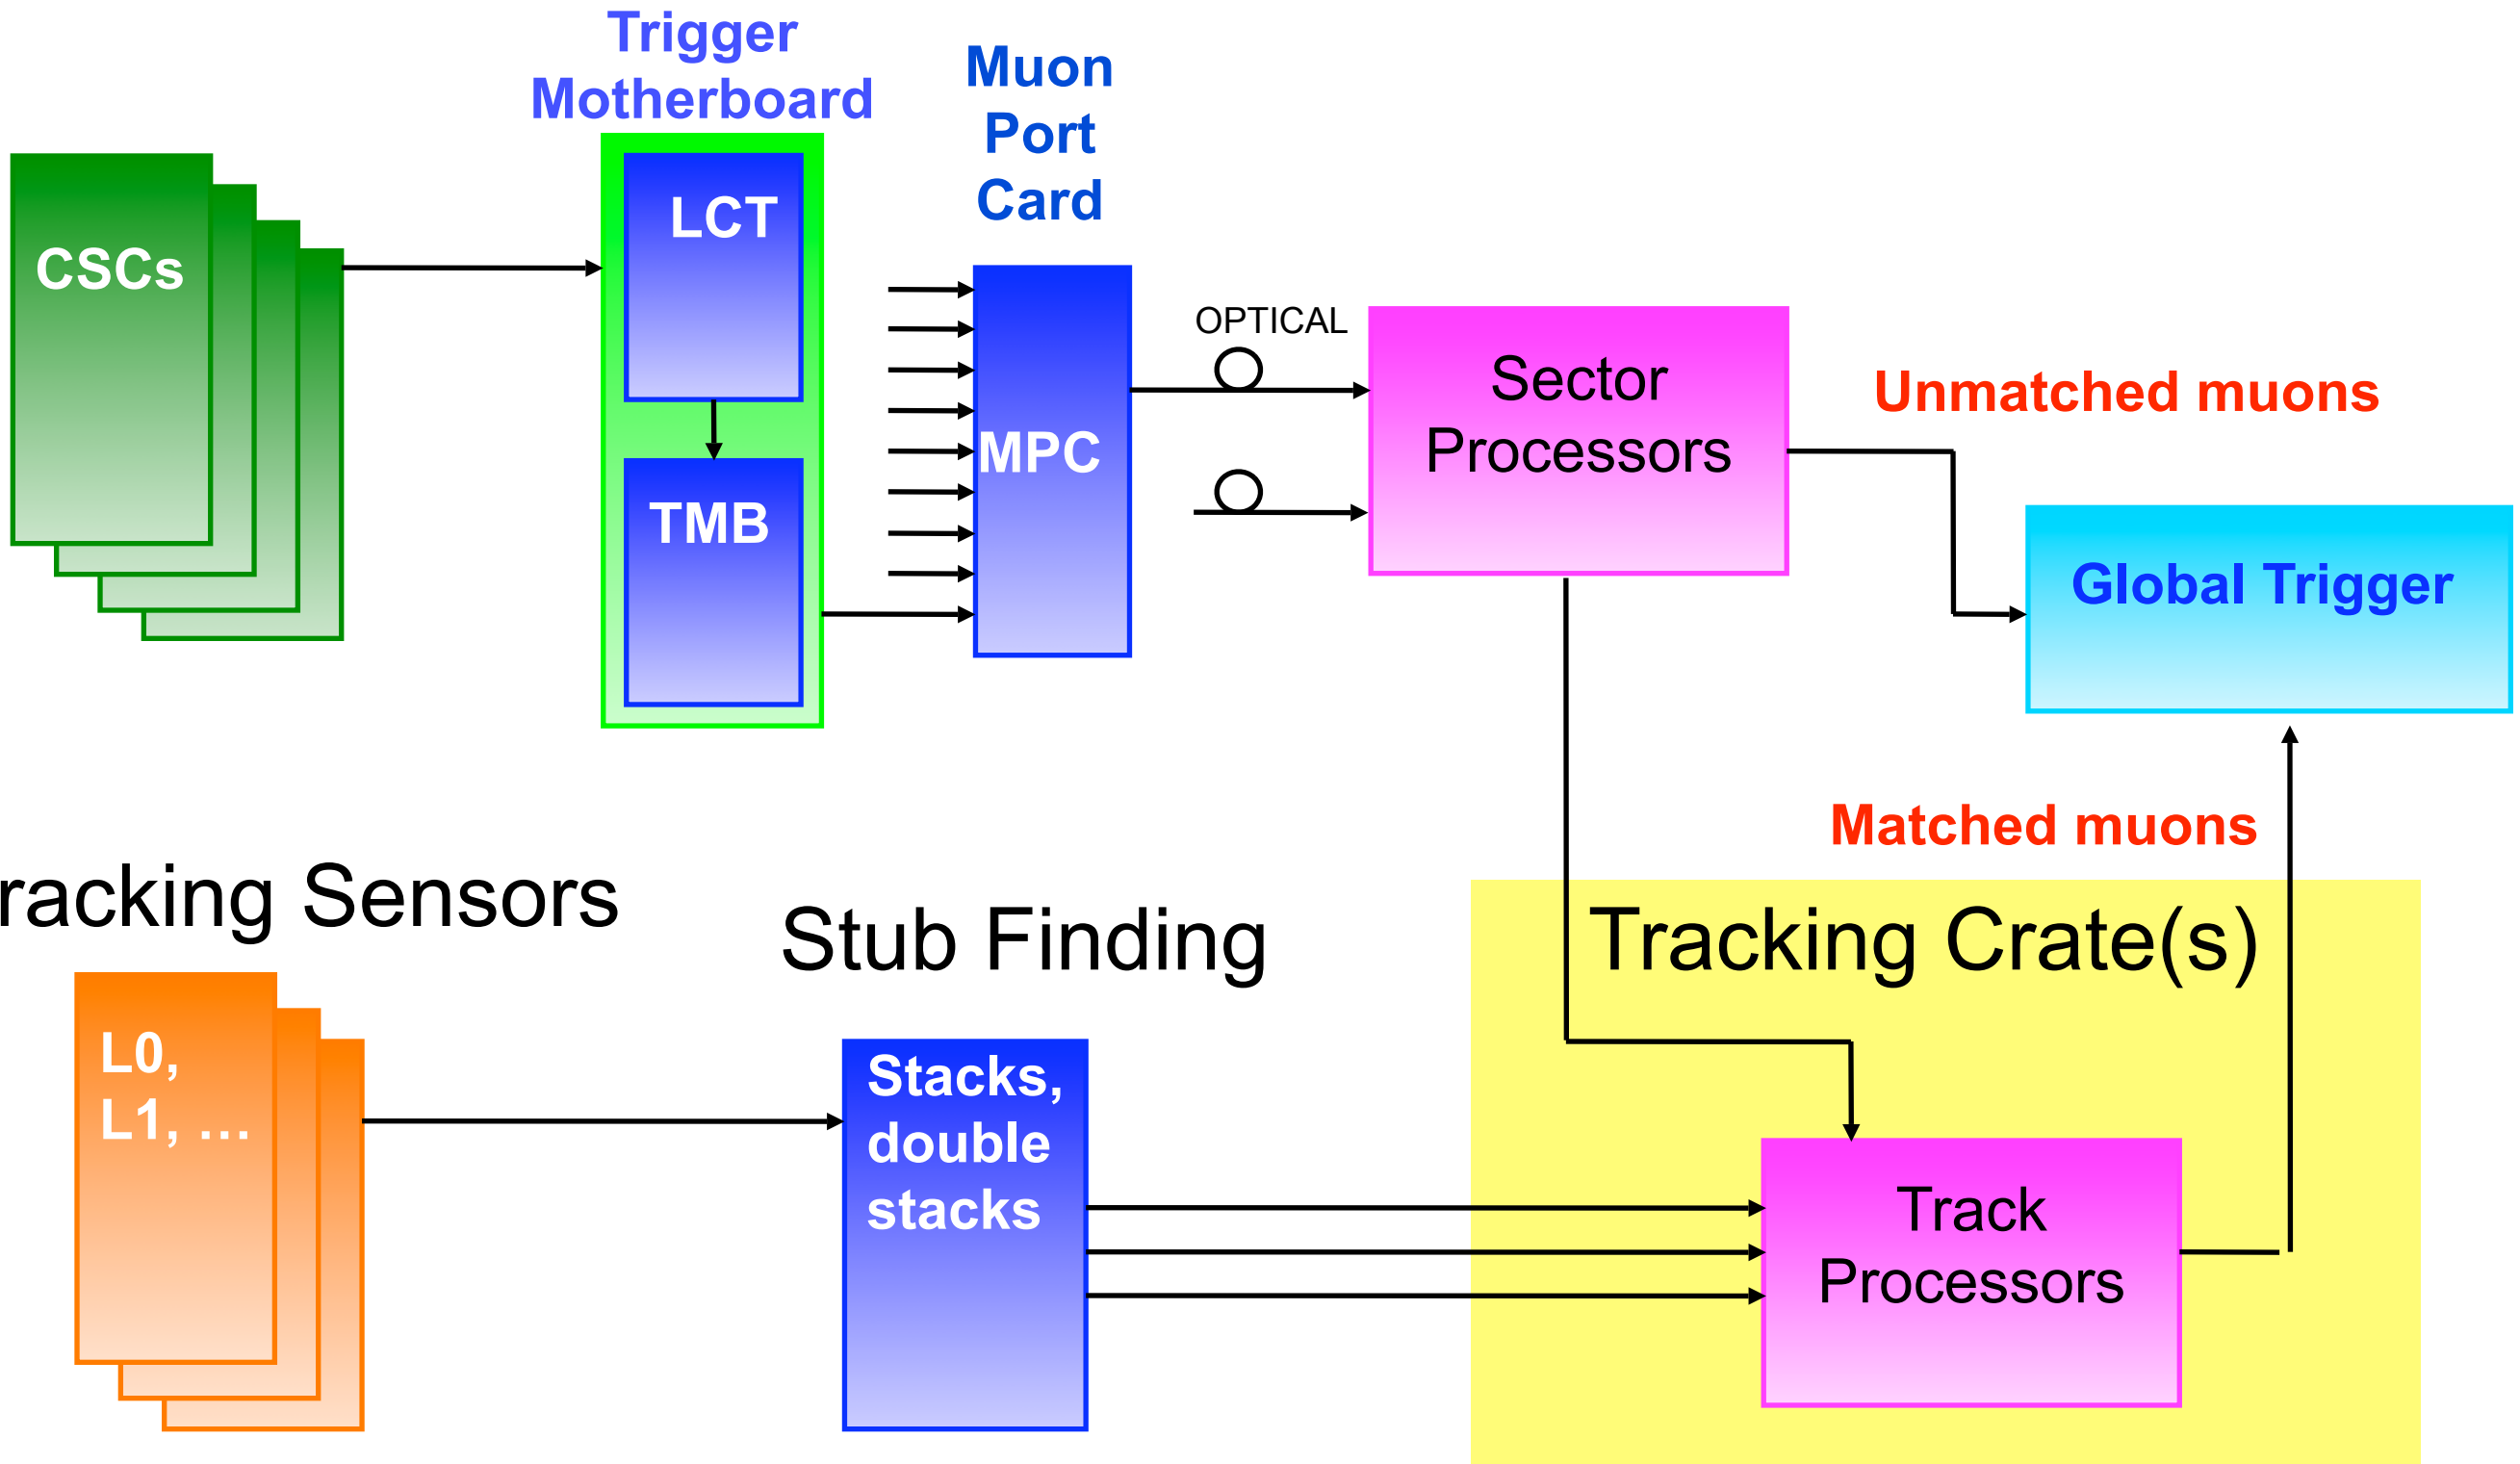 Trigger
Motherboard
Muon
Port
Card
CSCs
LCT
TMB
MPC
OPTICAL
Sector
Processors
Unmatched muons
Global Trigger
Matched muons
racking Sensors
Stub Finding
Tracking Crate(s)
L0,
L1, ...
Stacks,
double
stacks
Track
Processors